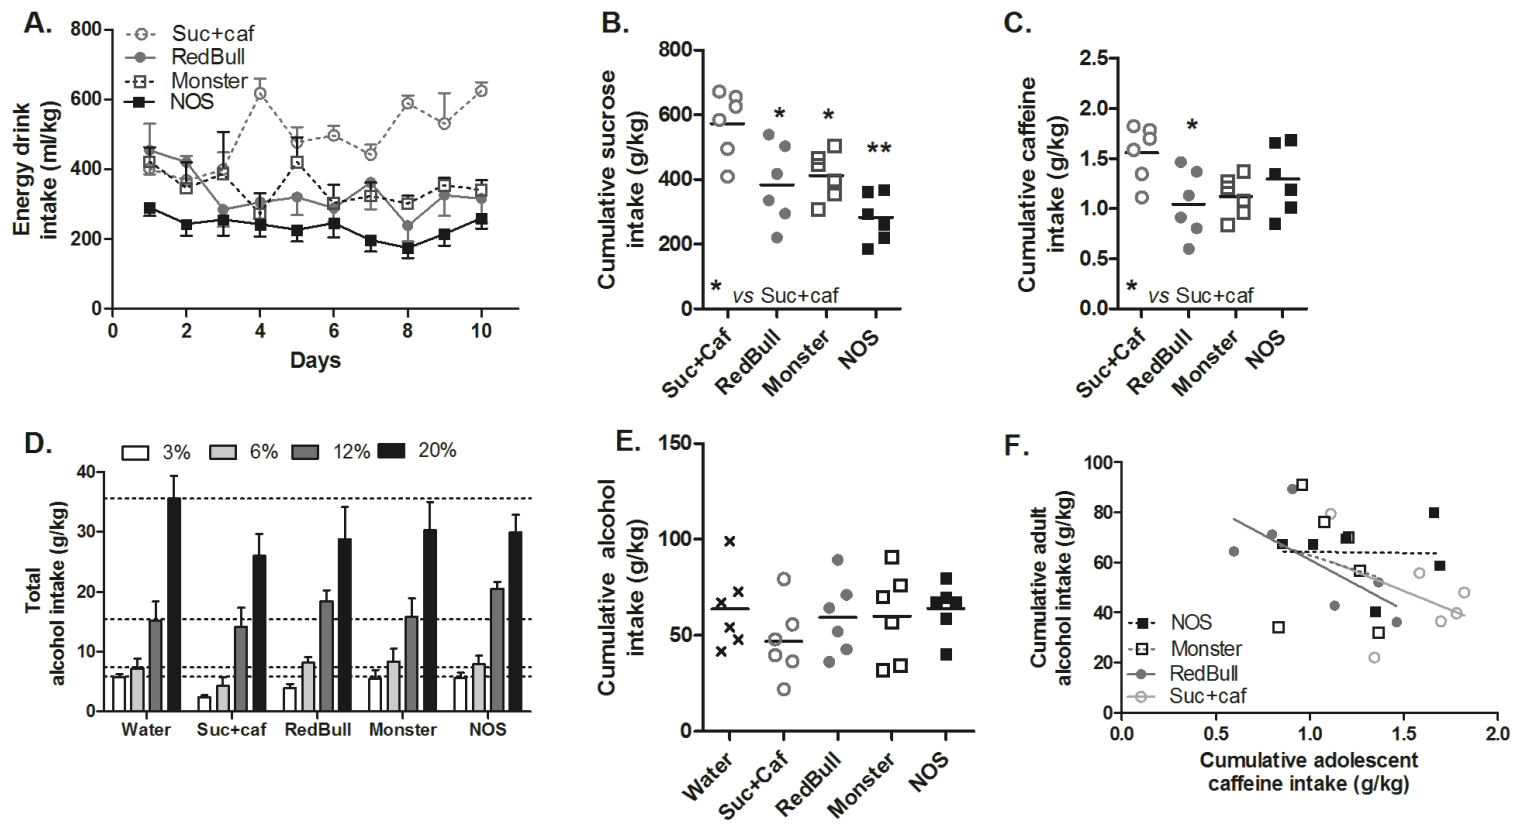 A.
800
600
400
200
0
Energy drink
intake (ml/kg)
Suc+caf
RedBull
Monster
NOS
0 2 4 6 8 10
Days
B.
800
600
400
200
0
Cumulative sucrose
intake (g/kg)
* * **
* vs Suc+caf
Suc+Caf RedBull Monster NOS
C.
2.5
2.0
1.5
1.0
0.5
0.0
Cumulative caffeine
intake (g/kg)
*
* vs Suc+caf
Suc+Caf RedBull Monster NOS
D.
3% 6% 12% 20%
40
30
20
10
0
Total
alcohol intake (g/kg)
Water Suc+caf RedBull Monster NOS
E.
150
100
50
0
Cumulative alcohol
intake (g/kg)
Water Suc+Caf RedBull Monster NOS
F.
100
80
60
40
20
0
Cumulative adult
alcohol intake (g/kg)
NOS
Monster
RedBull
Suc+caf
0.0 0.5 1.0 1.5 2.0
Cumulative adolescent
caffeine intake (g/kg)